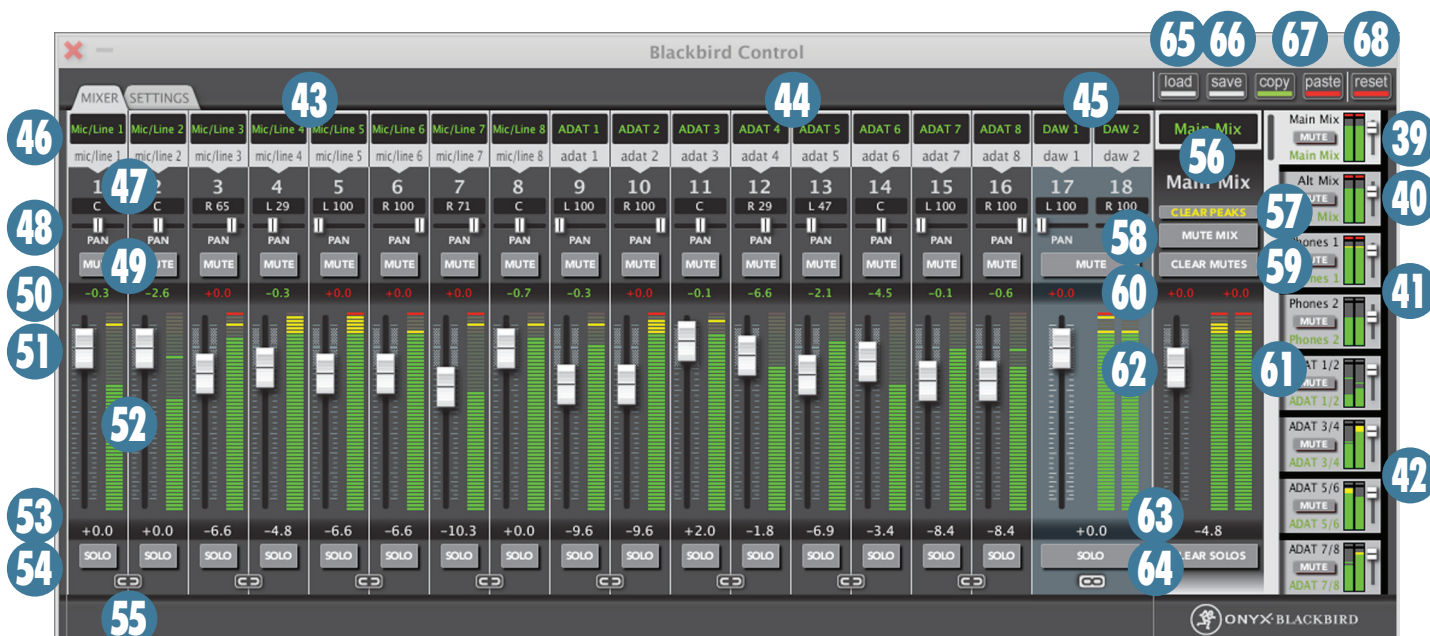 Blackbird Control
65 66 67 68
load save copy paste reset
MIXER SETTINGS
43 44 45
46 Mic/Line 1 Mic/Line 2 Mic/Line 3 Mic/Line 4 Mic/Line 5 Mic/Line 6 Mic/Line 7 Mic/Line 8 ADAT 1 ADAT 2 ADAT 3 ADAT 4 ADAT 5 ADAT 6 ADAT 7 ADAT 8 DAW 1 DAW 2 Main Mix
mic/line 1 mic/line 2 mic/line 3 mic/line 4 mic/line 5 mic/line 6 mic/line 7 mic/line 8 adat 1 adat 2 adat 3 adat 4 adat 5 adat 6 adat 7 adat 8 daw 1 daw 2
56
1 2 3 4 5 6 7 8 9 10 11 12 13 14 15 16 17 18 Main Mix
47
C C R 65 L 29 L 100 R 100 R 71 C L 100 R 100 C R 29 L 47 C L 100 R 100 L 100 R 100
CLEAR PEAKS 57
48
PAN PAN PAN PAN PAN PAN PAN PAN PAN PAN PAN PAN PAN PAN PAN PAN PAN 58
MUTE MIX
49 MUTE MUTE MUTE MUTE MUTE MUTE MUTE MUTE MUTE MUTE MUTE MUTE MUTE MUTE MUTE CLEAR MUTES 59
50 -0.3 -2.6 +0.0 -0.3 +0.0 +0.0 +0.0 -0.7 -0.3 +0.0 -0.1 -6.6 -2.1 -4.5 -0.1 -0.6 +0.0 60 +0.0 +0.0
51
62 61
52
53 +0.0 +0.0 -6.6 -4.8 -6.6 -6.6 -10.3 +0.0 -9.6 -9.6 +2.0 -1.8 -6.9 -3.4 -8.4 -8.4 +0.0 63 -4.8
54 SOLO SOLO SOLO SOLO SOLO SOLO SOLO SOLO SOLO SOLO SOLO SOLO SOLO SOLO SOLO SOLO SOLO 64 CLEAR SOLOS
55
Main Mix
MUTE 39
Main Mix
Alt Mix
40
Mix
Phones 1
MUTE
41
Phones 2
MUTE
Phones 2
MUTE
ADAT 1/2
ADAT 3/4
MUTE
ADAT 3/4
42
ADAT 5/6
MUTE
ADAT 5/6
ADAT 7/8
MUTE
ADAT 7/8
ONYX·BLACKBIRD